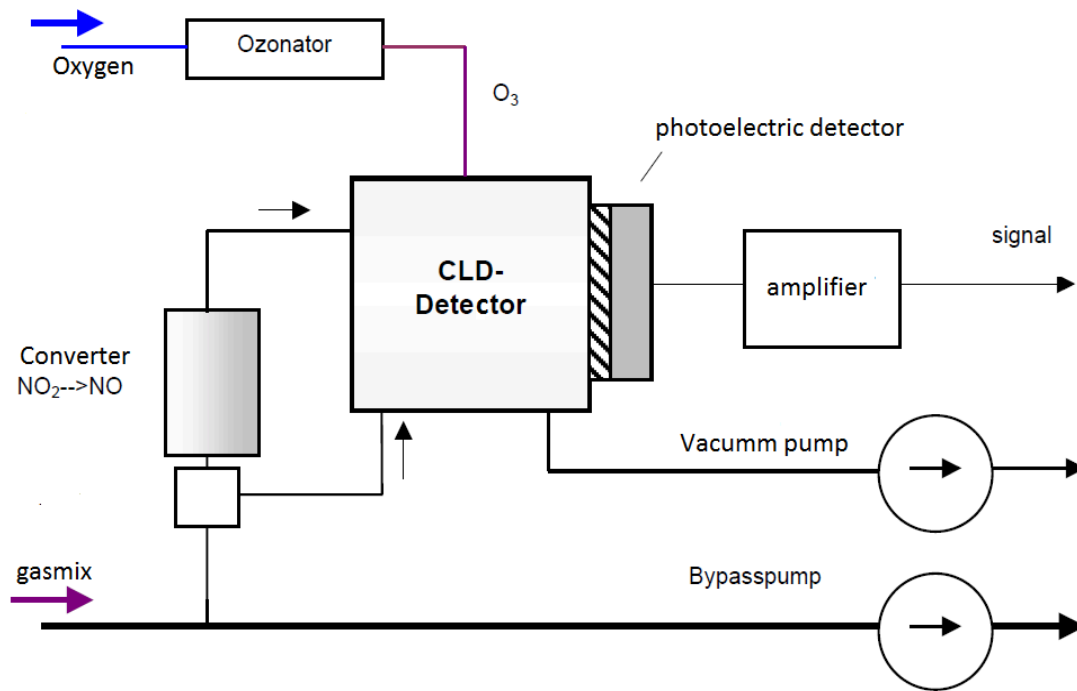 Oxygen
Ozonator
O₃
photoelectric detector
signal
CLD-
Detector
amplifier
Converter
NO₂-->NO
Vacumm pump
gasmix
Bypasspump